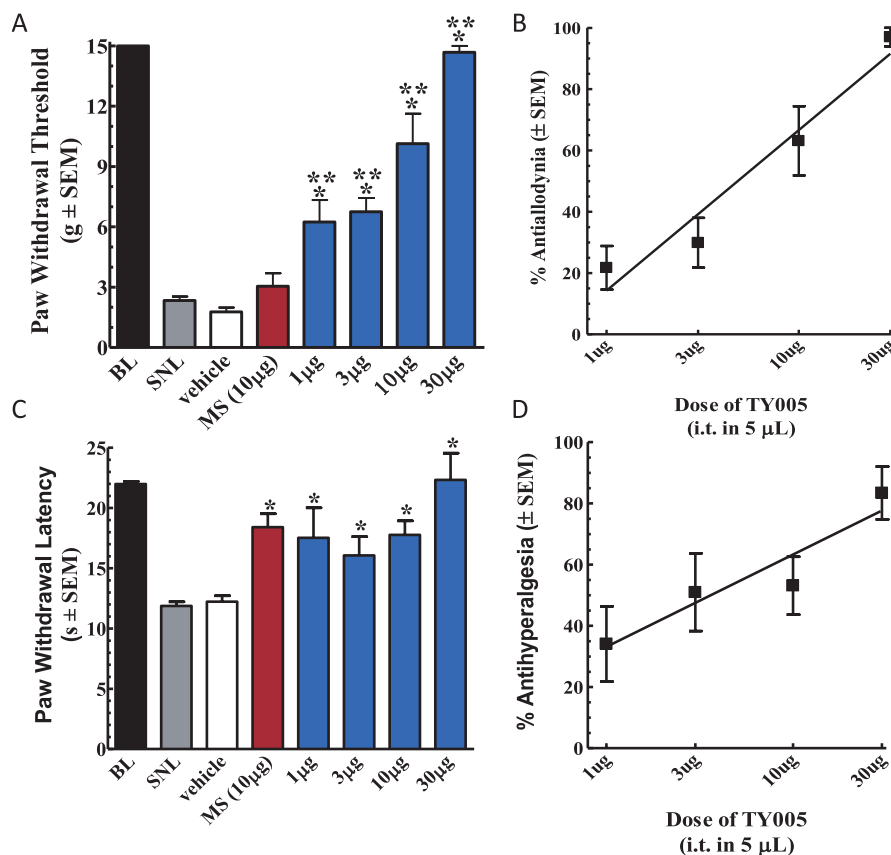 A
Paw Withdrawal Threshold
(g ± SEM)
15
12
9
6
3
0
**
*
**
*
**
*
**
*
BL
SNL
vehicle
MS (10µg)
1µg
3µg
10µg
30µg
B
% Antiallodynia (± SEM)
100
80
60
40
20
0
1ug
3ug
10ug
30ug
Dose of TY005
(i.t. in 5 µL)
C
Paw Withdrawal Latency
(s ± SEM)
25
20
15
10
5
0
*
*
*
*
*
BL
SNL
vehicle
MS (10µg)
1µg
3µg
10µg
30µg
D
% Antihyperalgesia (± SEM)
100
80
60
40
20
0
1ug
3ug
10ug
30ug
Dose of TY005
(i.t. in 5 µL)